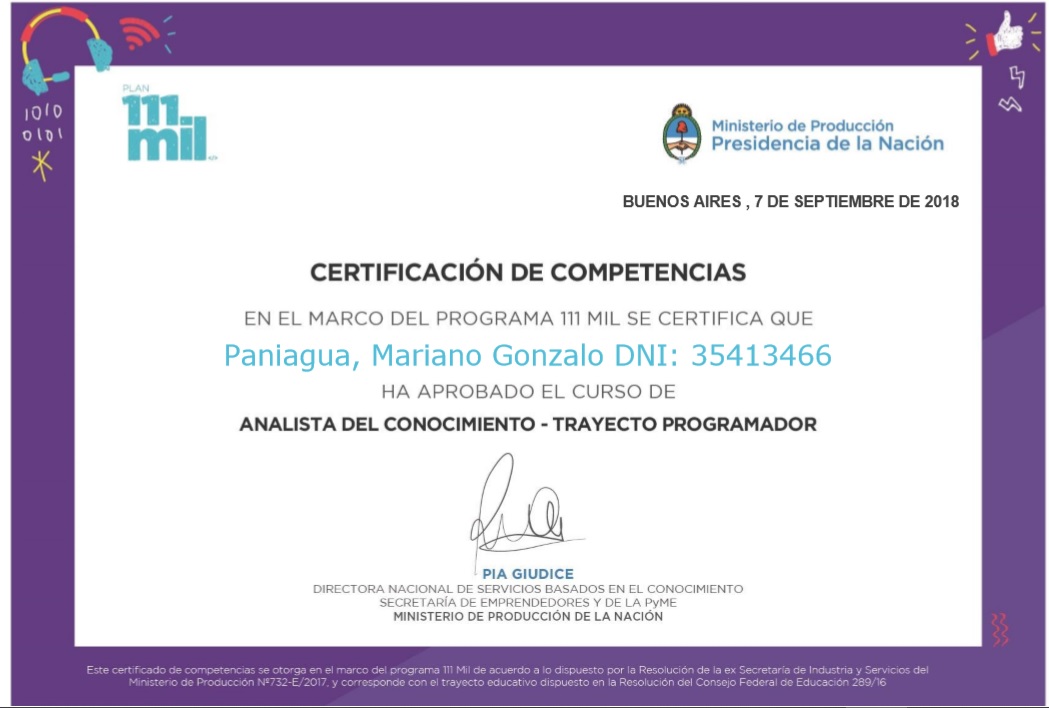 1010
0101
PLAN
111
mil
</>
Ministerio de Producción
Presidencia de la Nación
BUENOS AIRES , 7 DE SEPTIEMBRE DE 2018
CERTIFICACIÓN DE COMPETENCIAS
EN EL MARCO DEL PROGRAMA 111 MIL SE CERTIFICA QUE
Paniagua, Mariano Gonzalo DNI: 35413466
HA APROBADO EL CURSO DE
ANALISTA DEL CONOCIMIENTO - TRAYECTO PROGRAMADOR
PIA GIUDICE
DIRECTORA NACIONAL DE SERVICIOS BASADOS EN EL CONOCIMIENTO
SECRETARÍA DE EMPRENDEDORES Y DE LA PyME
MINISTERIO DE PRODUCCIÓN DE LA NACIÓN
Este certificado de competencias se otorga en el marco del programa 111 Mil de acuerdo a lo dispuesto por la Resolución de la ex Secretaría de Industria y Servicios del
Ministerio de Producción Nº732-E/2017, y corresponde con el trayecto educativo dispuesto en la Resolución del Consejo Federal de Educación 289/16